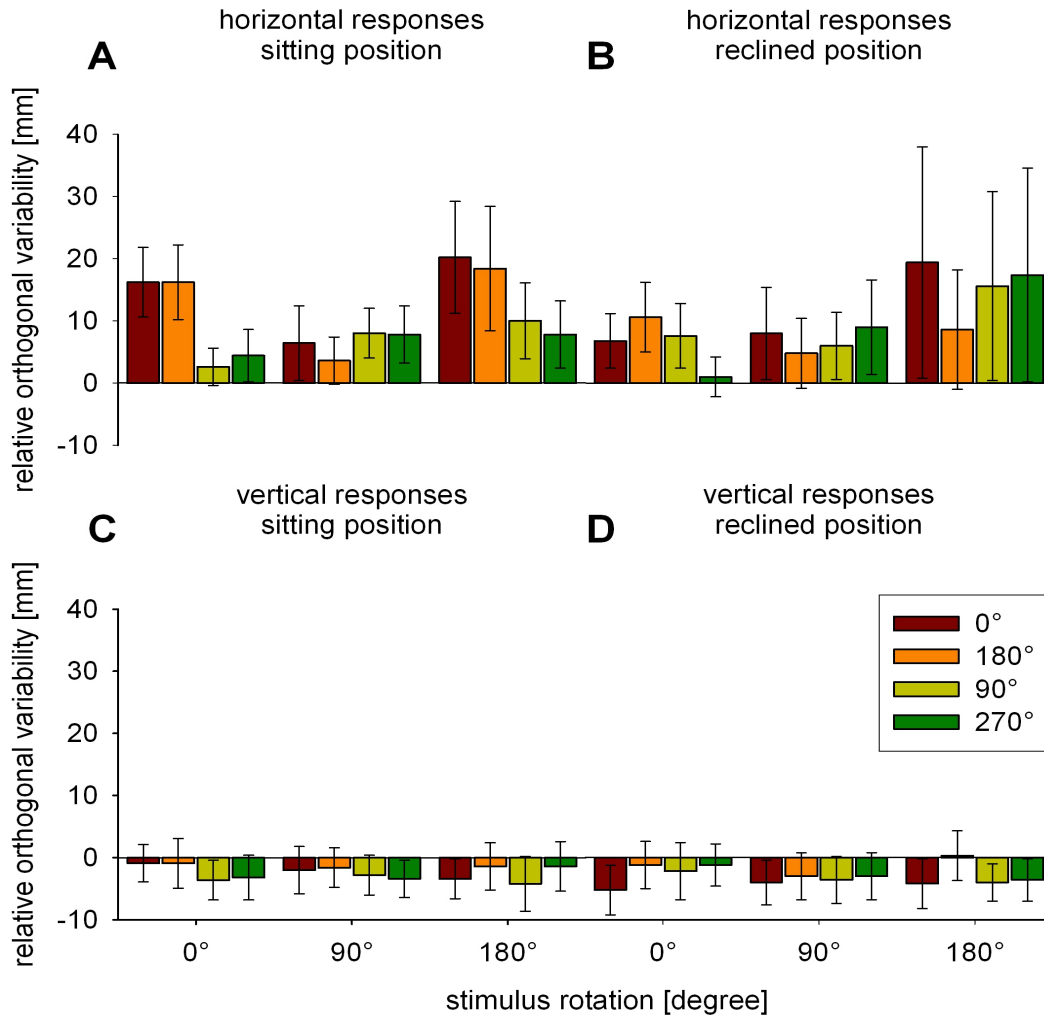 horizontal responses
sitting position
horizontal responses
reclined position
A
B
relative orthogonal variability [mm]
40
30
20
10
0
-10
vertical responses
sitting position
vertical responses
reclined position
C
D
relative orthogonal variability [mm]
40
30
20
10
0
-10
0°
180°
90°
270°
0°
90°
180°
0°
90°
180°
stimulus rotation [degree]